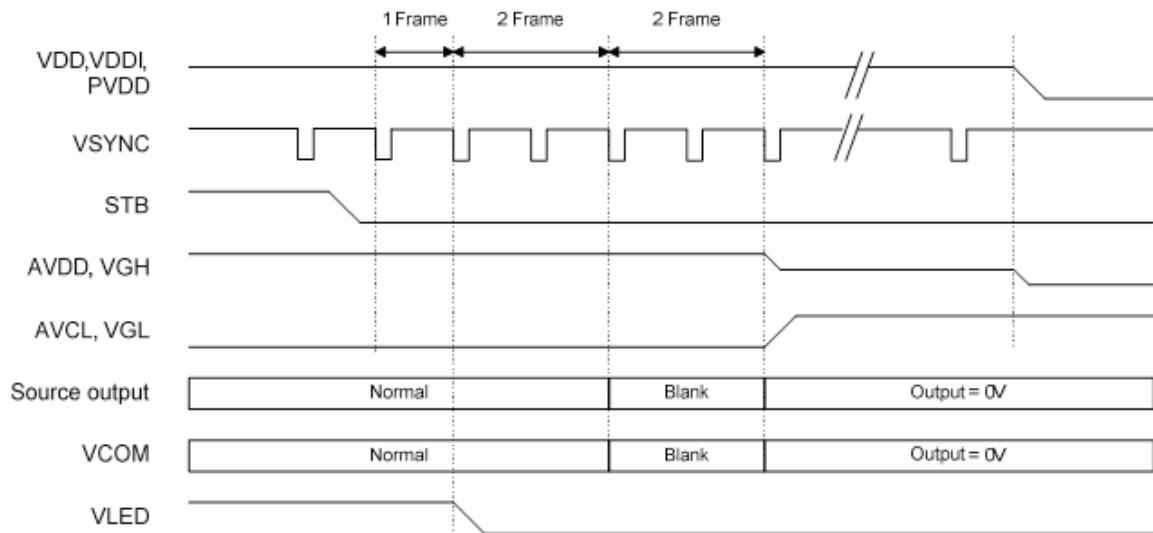 1 Frame
2 Frame
2 Frame
VDD,VDDI,
PVDD
VSYNC
STB
AVDD, VGH
AVCL, VGL
Source output
Normal
Blank
Output = 0V
VCOM
Normal
Blank
Output = 0V
VLED